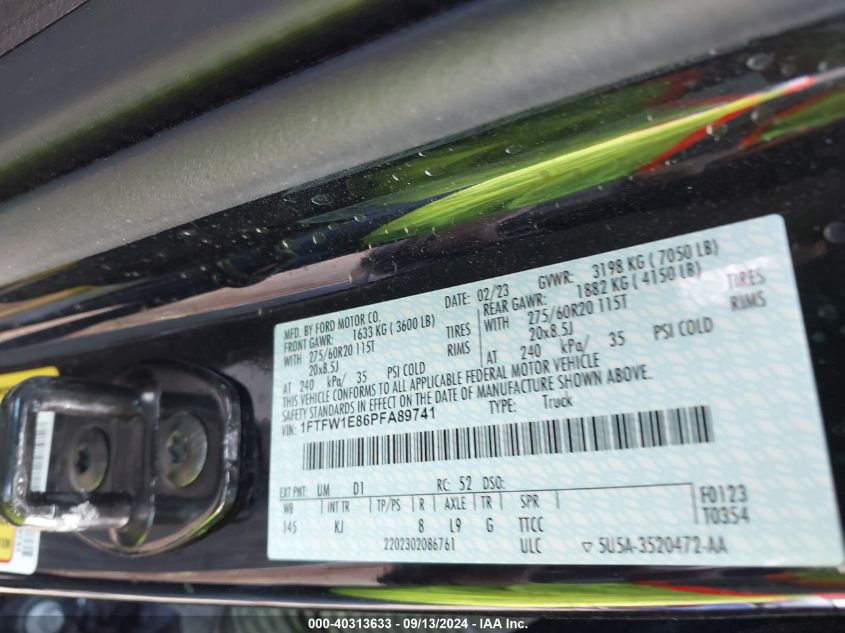 MFD. BY FORD MOTOR CO. DATE: 02/23 GVWR: 3198 KG ( 7050 LB)
FRONT GAWR: 1633 KG ( 3600 LB) REAR GAWR: 1882 KG ( 4150 LB)
WITH 275/60R20 115T TIRES WITH 275/60R20 115T TIRES
20x8.5J RIMS 20x8.5J RIMS
AT 240 kPa/ 35 PSI COLD AT 240 kPa/ 35 PSI COLD
THIS VEHICLE CONFORMS TO ALL APPLICABLE FEDERAL MOTOR VEHICLE
SAFETY STANDARDS IN EFFECT ON THE DATE OF MANUFACTURE SHOWN ABOVE.
VIN: 1FTFW1E86PFA89741 TYPE: Truck
EXT PNT: UM D1 RC: 52 DSO:
WB INT TR TP/PS R AXLE TR SPR
145 KJ 8 L9 G TTCC
F0123
T0354
2202302086761 ULC ▽ 5U5A-3520472-AA
000-40313633 - 09/13/2024 - IAA Inc.